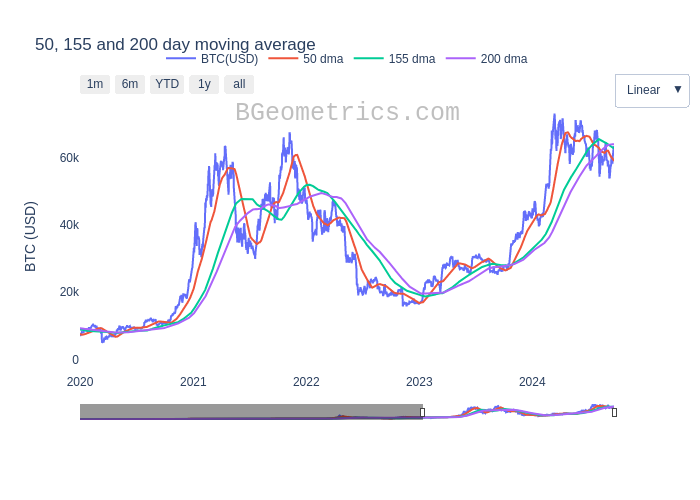 50, 155 and 200 day moving average
BTC(USD) 50 dma 155 dma 200 dma
1m 6m YTD 1y all
Linear ▼
BGeometrics.com
60k
40k
20k
0
BTC (USD)
2020 2021 2022 2023 2024